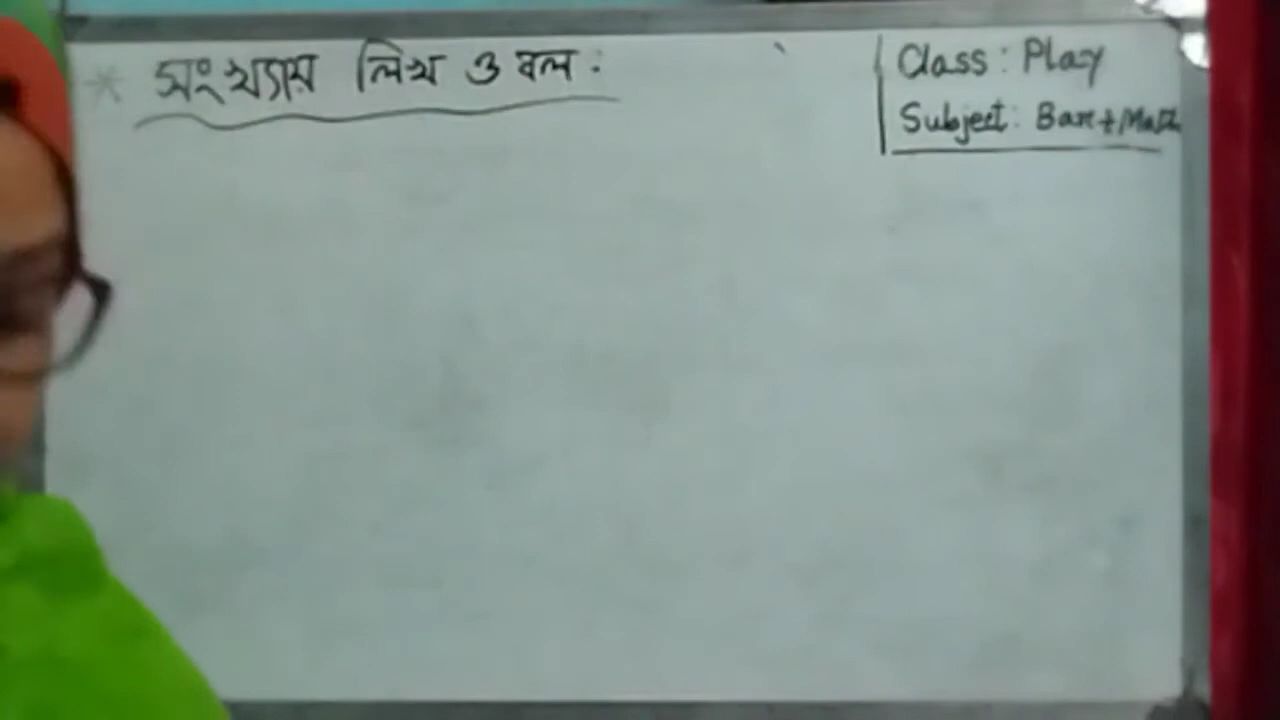 * সংখ্যায় লিখ ও বল :
Class : Play
Subject : Ban + Math